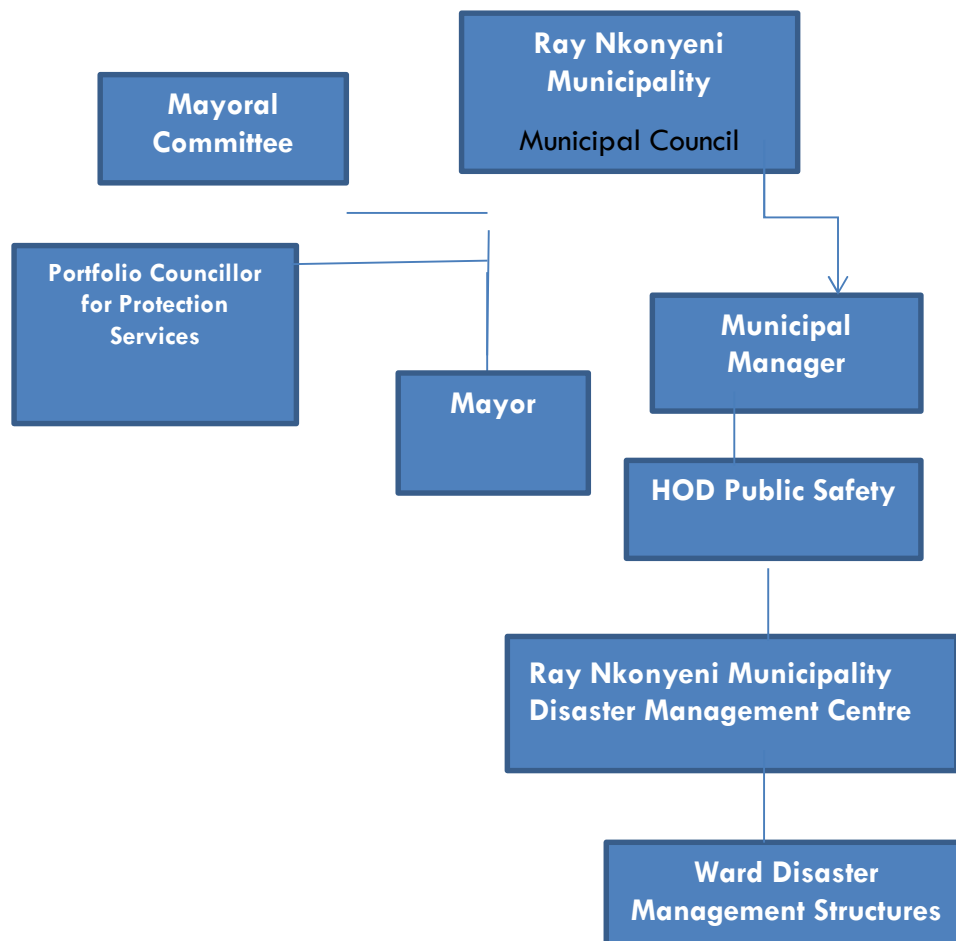 Ray Nkonyeni
Municipality
Municipal Council
Mayoral
Committee
Portfolio Councillor
for Protection
Services
Municipal
Manager
Mayor
HOD Public Safety
Ray Nkonyeni Municipality
Disaster Management Centre
Ward Disaster
Management Structures